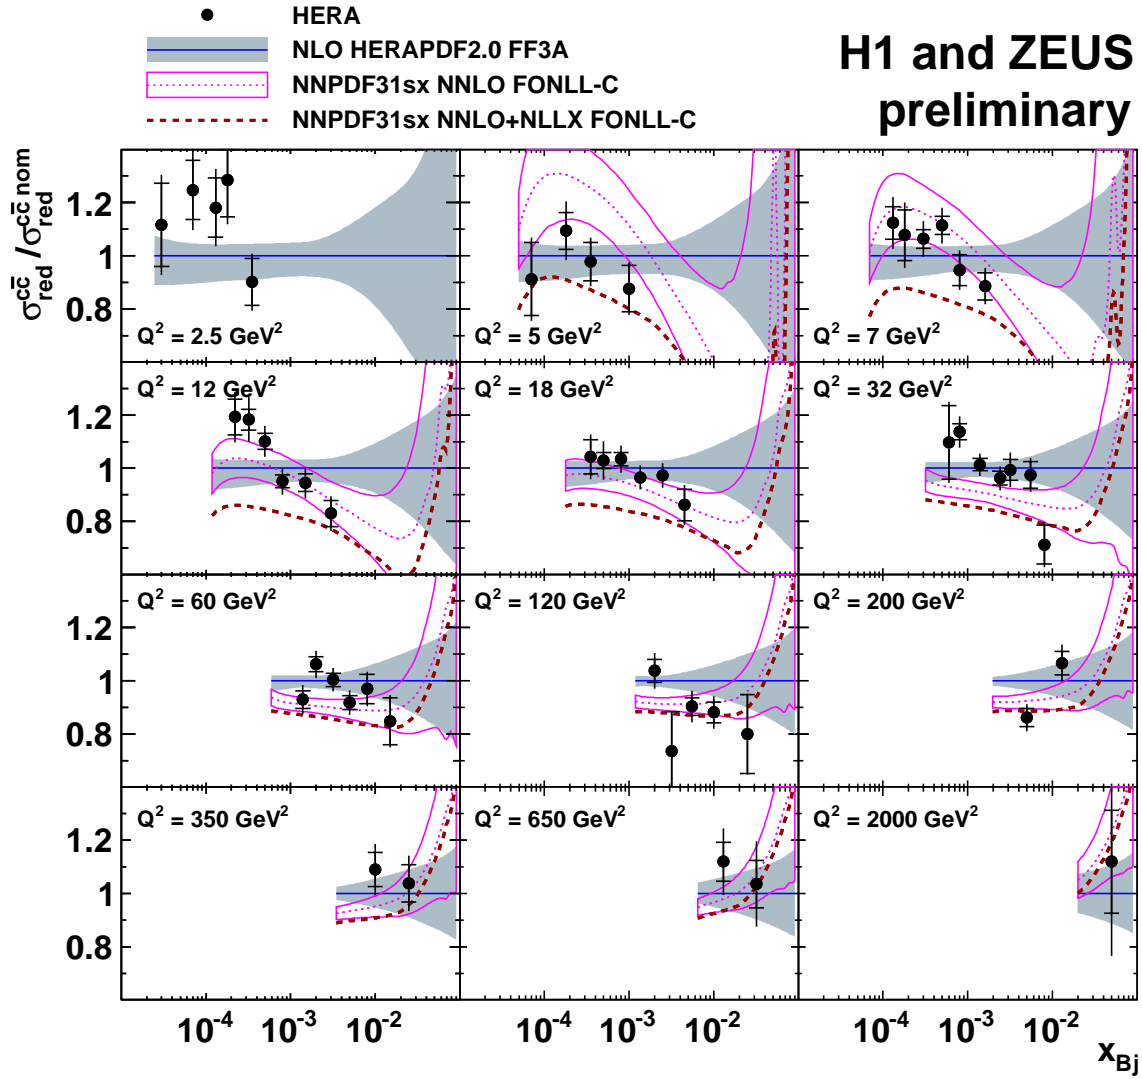 HERA
NLO HERAPDF2.0 FF3A
NNPDF31sx NNLO FONLL-C
NNPDF31sx NNLO+NLLX FONLL-C
H1 and ZEUS
preliminary
σ_red^{cc̄} / σ_red^{cc̄ nom}
1.2
1
0.8
Q² = 2.5 GeV²
Q² = 5 GeV²
Q² = 7 GeV²
1.2
1
0.8
Q² = 12 GeV²
Q² = 18 GeV²
Q² = 32 GeV²
1.2
1
0.8
Q² = 60 GeV²
Q² = 120 GeV²
Q² = 200 GeV²
1.2
1
0.8
Q² = 350 GeV²
Q² = 650 GeV²
Q² = 2000 GeV²
10⁻⁴ 10⁻³ 10⁻² 10⁻⁴ 10⁻³ 10⁻² 10⁻⁴ 10⁻³ 10⁻²
x_Bj